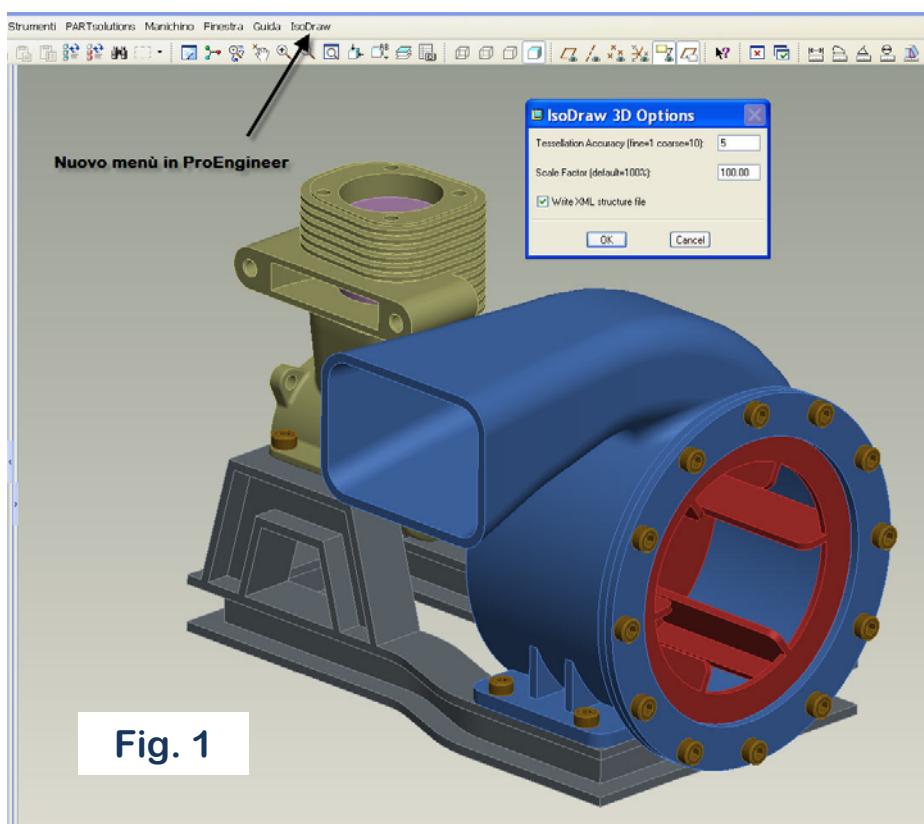 Strumenti PARTsolutions Manichino Finestra Guida IsoDraw
Nuovo menù in ProEngineer
IsoDraw 3D Options
Tessellation Accuracy (fine=1 coarse=10): 5
Scale Factor (default=100%): 100.00
Write XML structure file
OK Cancel
Fig. 1